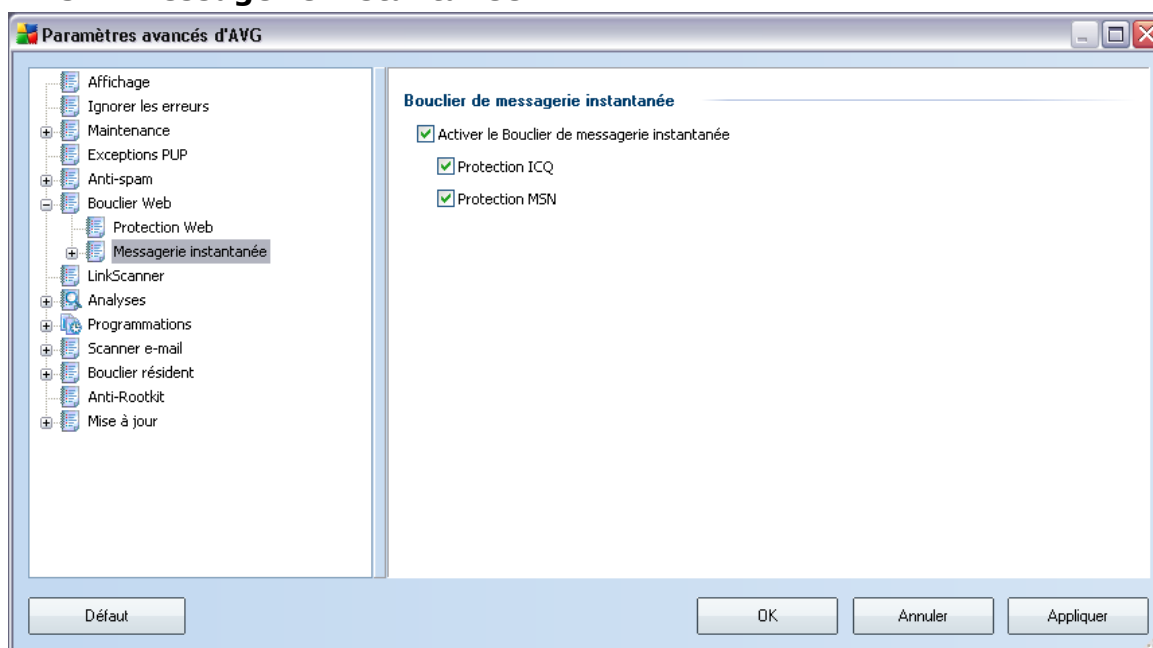 Paramètres avancés d'AVG
Affichage
Ignorer les erreurs
Maintenance
Exceptions PUP
Anti-spam
Bouclier Web
Protection Web
Messagerie instantanée
LinkScanner
Analyses
Programmations
Scanner e-mail
Bouclier résident
Anti-Rootkit
Mise à jour
Bouclier de messagerie instantanée
Activer le Bouclier de messagerie instantanée
Protection ICQ
Protection MSN
Défaut
OK
Annuler
Appliquer